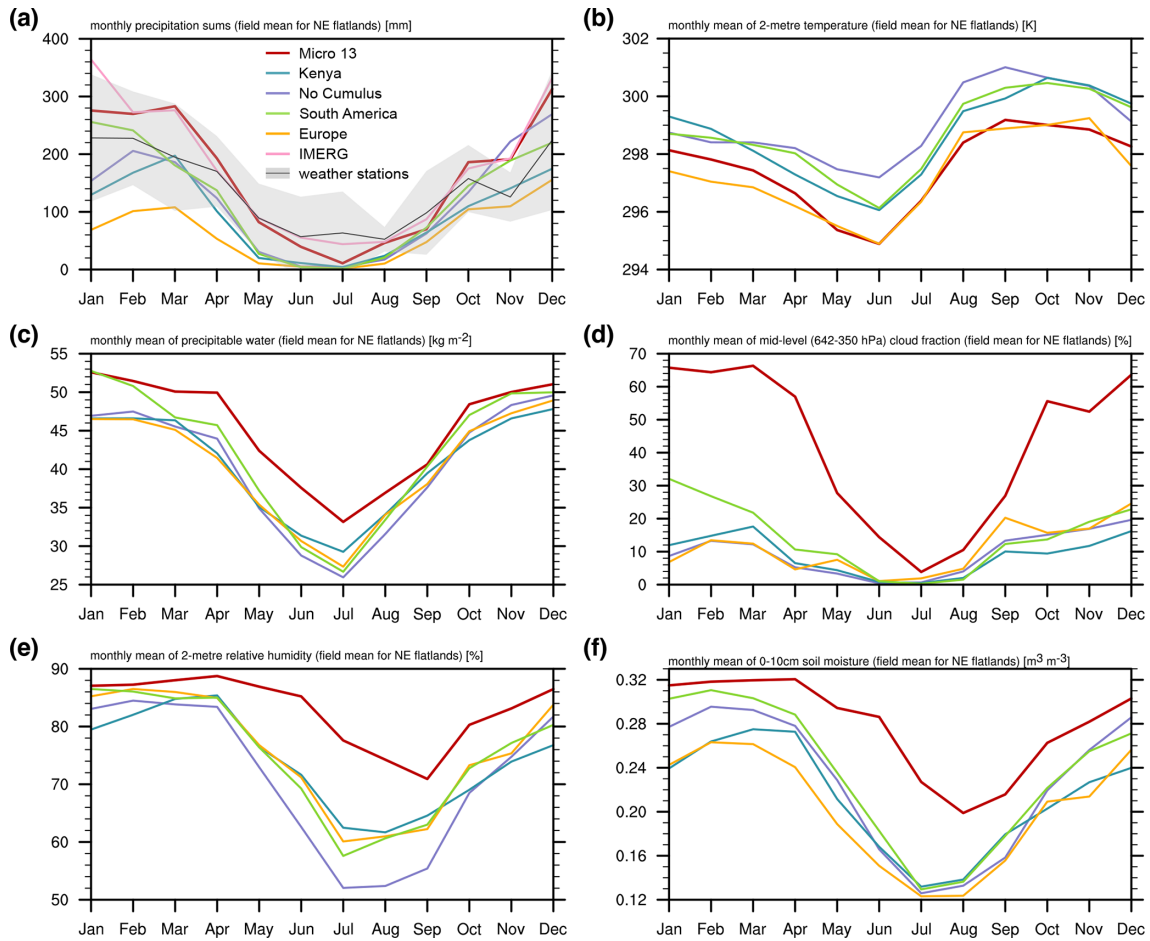 (a) monthly precipitation sums (field mean for NE flatlands) [mm]
400
300
200
100
0
Micro 13
Kenya
No Cumulus
South America
Europe
IMERG
weather stations
Jan Feb Mar Apr May Jun Jul Aug Sep Oct Nov Dec
(b) monthly mean of 2-metre temperature (field mean for NE flatlands) [K]
302
300
298
296
294
Jan Feb Mar Apr May Jun Jul Aug Sep Oct Nov Dec
(c) monthly mean of precipitable water (field mean for NE flatlands) [kg m-2]
55
50
45
40
35
30
25
Jan Feb Mar Apr May Jun Jul Aug Sep Oct Nov Dec
(d) monthly mean of mid-level (642-350 hPa) cloud fraction (field mean for NE flatlands) [%]
70
60
50
40
30
20
10
0
Jan Feb Mar Apr May Jun Jul Aug Sep Oct Nov Dec
(e) monthly mean of 2-metre relative humidity (field mean for NE flatlands) [%]
90
80
70
60
50
Jan Feb Mar Apr May Jun Jul Aug Sep Oct Nov Dec
(f) monthly mean of 0-10cm soil moisture (field mean for NE flatlands) [m3 m-3]
0.32
0.28
0.24
0.20
0.16
0.12
Jan Feb Mar Apr May Jun Jul Aug Sep Oct Nov Dec